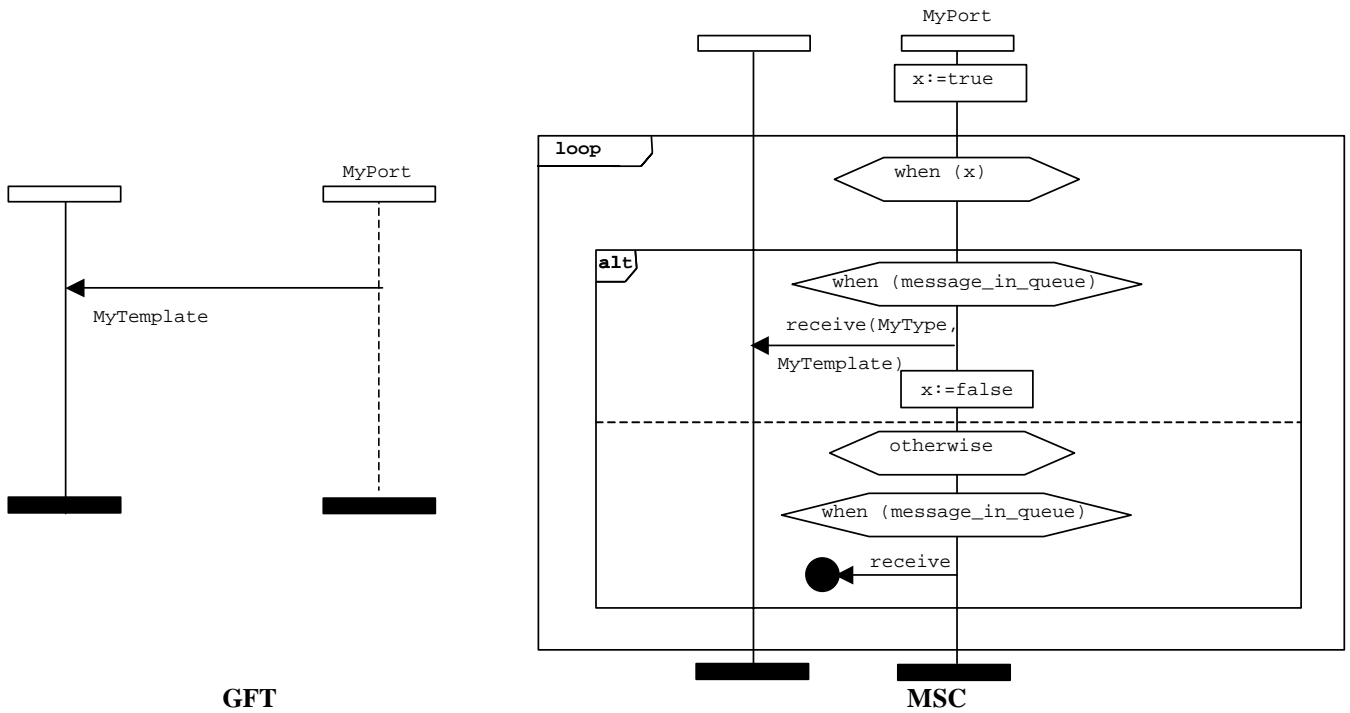 MyPort
MyTemplate
GFT
MyPort
x:=true
loop
when (x)
alt
when (message_in_queue)
receive(MyType,
MyTemplate)
x:=false
otherwise
when (message_in_queue)
receive
MSC